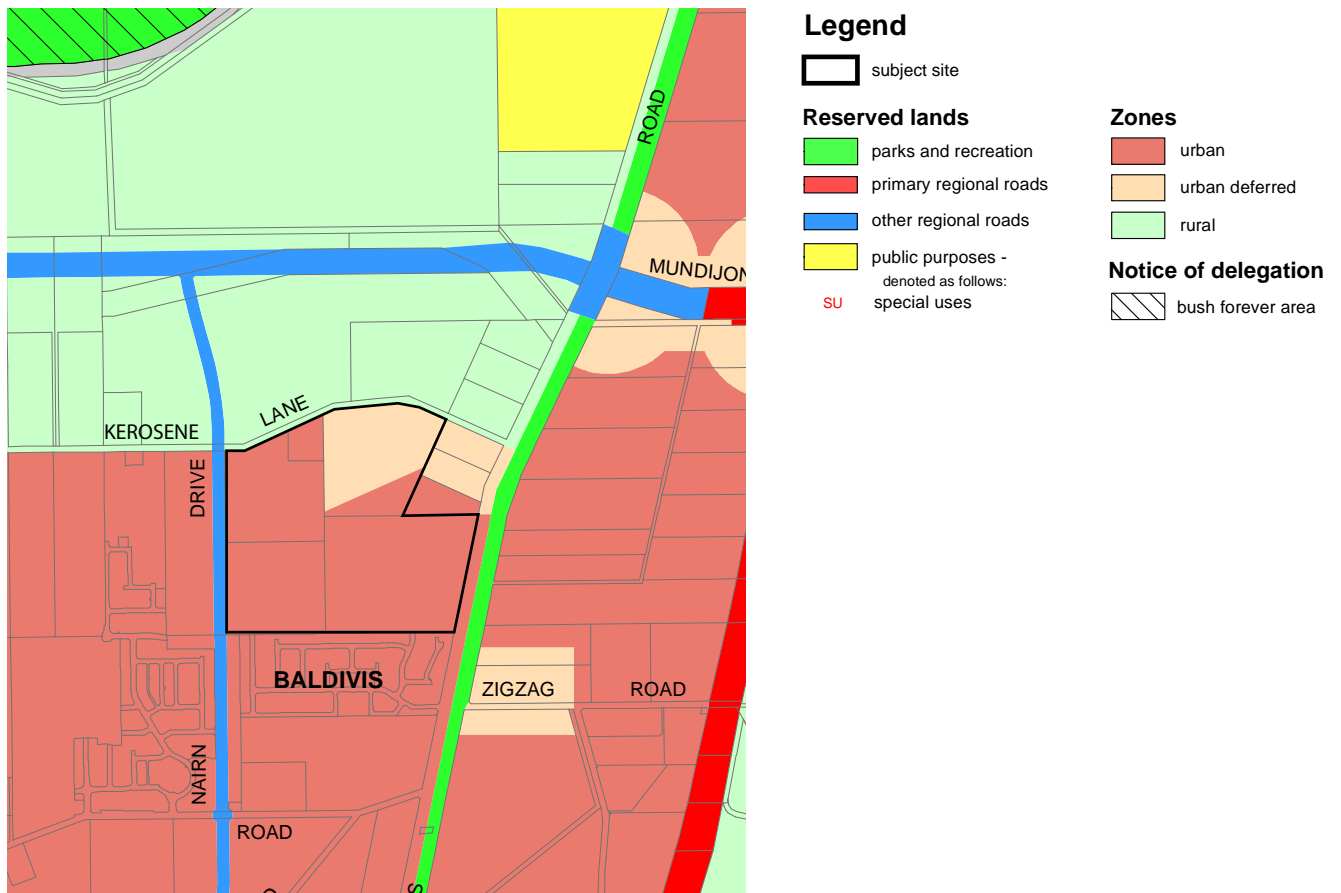 ROAD
MUNDIJON
LANE
KEROSENE
DRIVE
BALDIVIS
ZIGZAG
ROAD
NAIRN
ROAD
S
Legend
subject site
Reserved lands
parks and recreation
primary regional roads
other regional roads
public purposes -
denoted as follows:
SU special uses
Zones
urban
urban deferred
rural
Notice of delegation
bush forever area